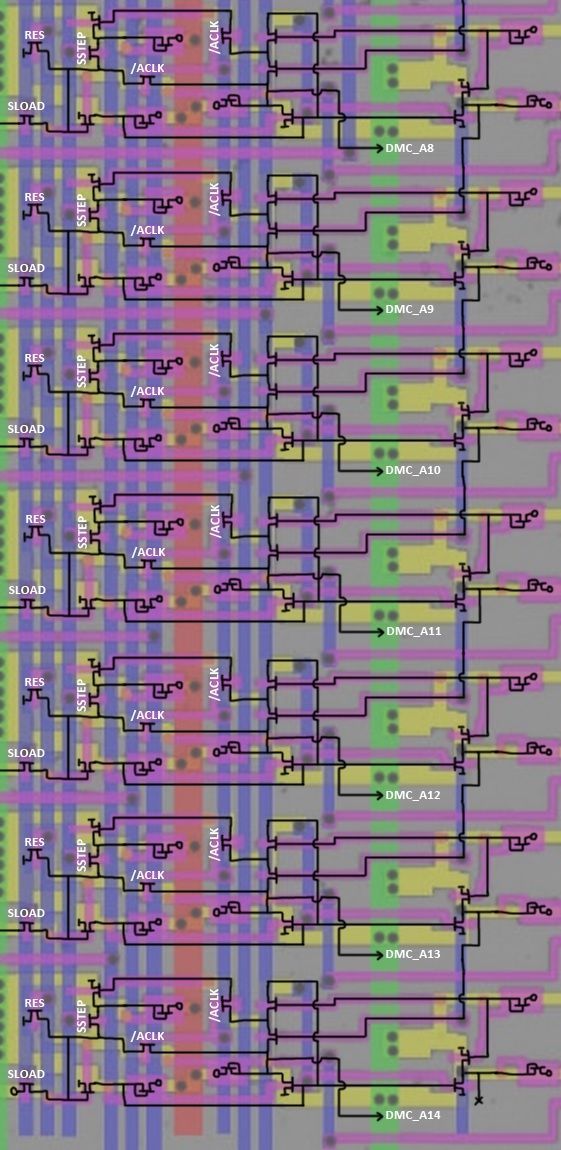 RES SSTEP /ACLK
/ACLK
SLOAD
DMC_A8
RES SSTEP /ACLK
/ACLK
SLOAD
DMC_A9
RES SSTEP /ACLK
/ACLK
SLOAD
DMC_A10
RES SSTEP /ACLK
/ACLK
SLOAD
DMC_A11
RES SSTEP /ACLK
/ACLK
SLOAD
DMC_A12
RES SSTEP /ACLK
/ACLK
SLOAD
DMC_A13
RES SSTEP /ACLK
/ACLK
SLOAD
DMC_A14